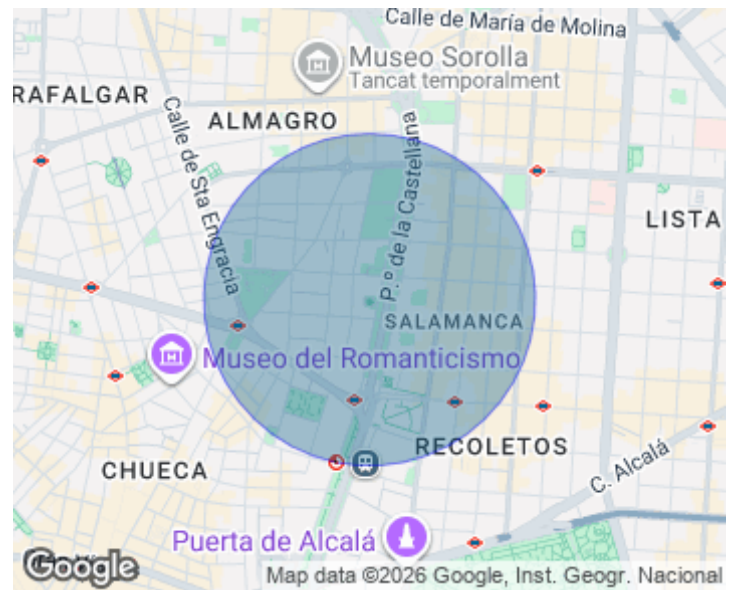 Calle de María de Molina
Museo Sorolla
Tancat temporalment
RAFALGAR
ALMAGRO
Calle de Sta Engracia
P.º de la Castellana
LISTA
SALAMANCA
Museo del Romanticismo
RECOLETOS
CHUECA
C. Alcalá
Puerta de Alcalá
Google
Map data ©2026 Google, Inst. Geogr. Nacional